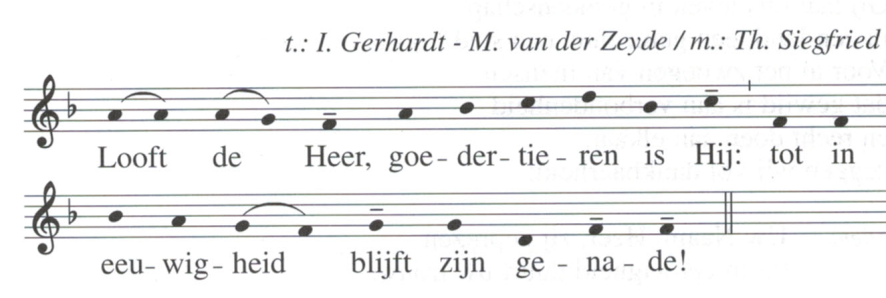 t.: I. Gerhardt - M. van der Zeyde / m.: Th. Siegfried
Looft de Heer, goe - der - tie - ren is Hij: tot in
eeu - wig - heid blijft zijn ge - na - de!